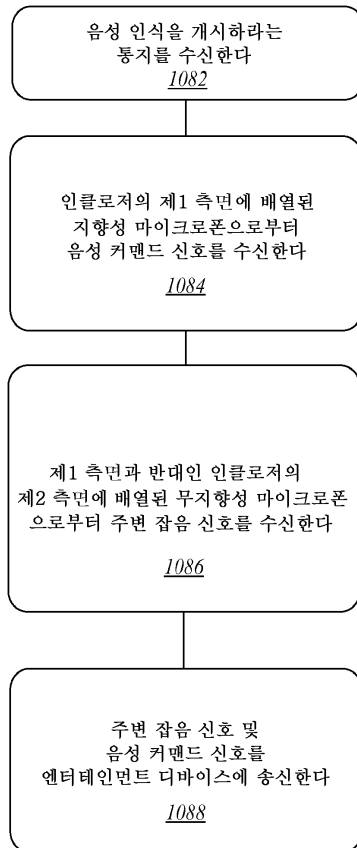 음성 인식을 개시하라는
통지를 수신한다
1082
인클로저의 제1 측면에 배열된
지향성 마이크로폰으로부터
음성 커맨드 신호를 수신한다
1084
제1 측면과 반대인 인클로저의
제2 측면에 배열된 무지향성 마이크로폰
으로부터 주변 잡음 신호를 수신한다
1086
주변 잡음 신호 및
음성 커맨드 신호를
엔터테인먼트 디바이스에 송신한다
1088